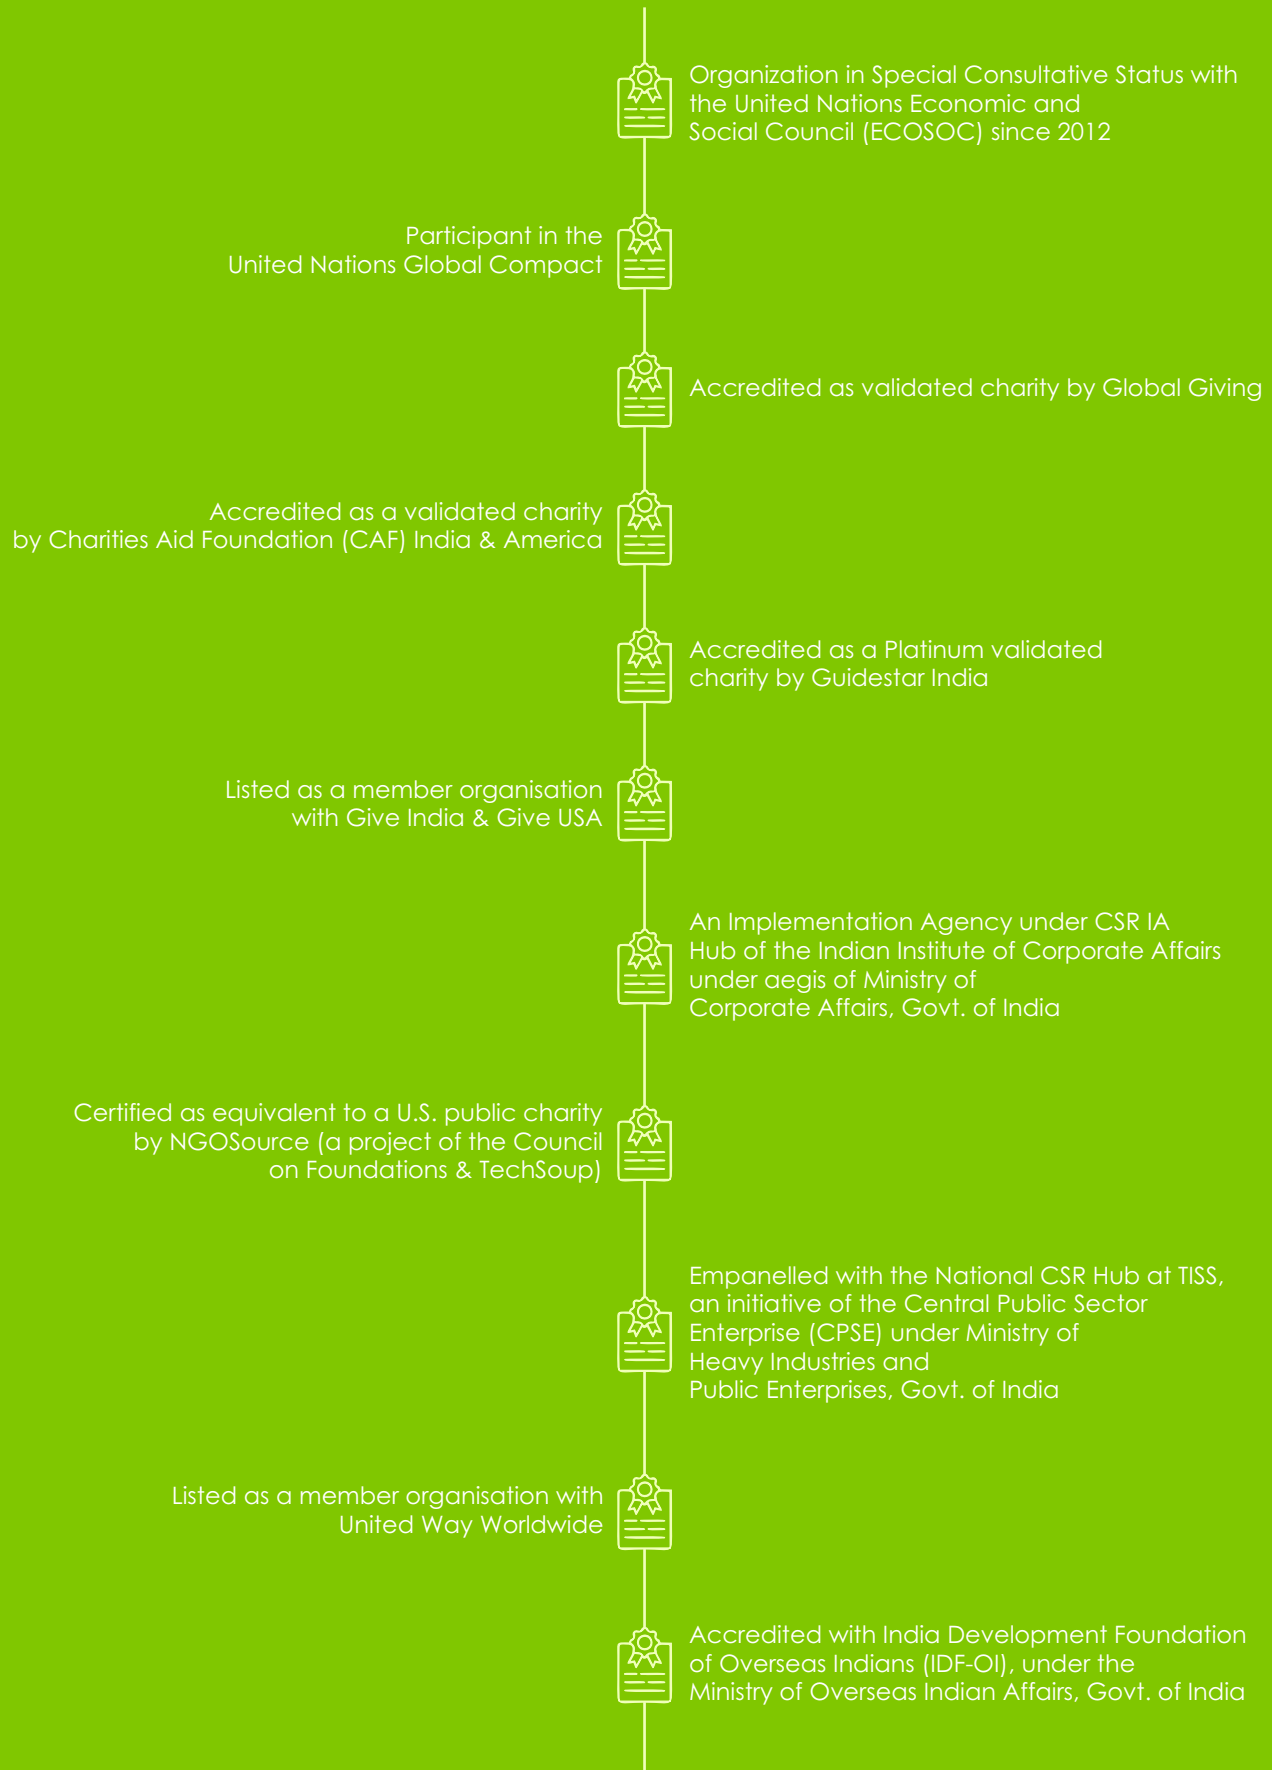 Organization in Special Consultative Status with
the United Nations Economic and
Social Council (ECOSOC) since 2012
Participant in the
United Nations Global Compact
Accredited as validated charity by Global Giving
Accredited as a validated charity
by Charities Aid Foundation (CAF) India & America
Accredited as a Platinum validated
charity by Guidestar India
Listed as a member organisation
with Give India & Give USA
An Implementation Agency under CSR IA
Hub of the Indian Institute of Corporate Affairs
under aegis of Ministry of
Corporate Affairs, Govt. of India
Certified as equivalent to a U.S. public charity
by NGOSource (a project of the Council
on Foundations & TechSoup)
Empanelled with the National CSR Hub at TISS,
an initiative of the Central Public Sector
Enterprise (CPSE) under Ministry of
Heavy Industries and
Public Enterprises, Govt. of India
Listed as a member organisation with
United Way Worldwide
Accredited with India Development Foundation
of Overseas Indians (IDF-OI), under the
Ministry of Overseas Indian Affairs, Govt. of India